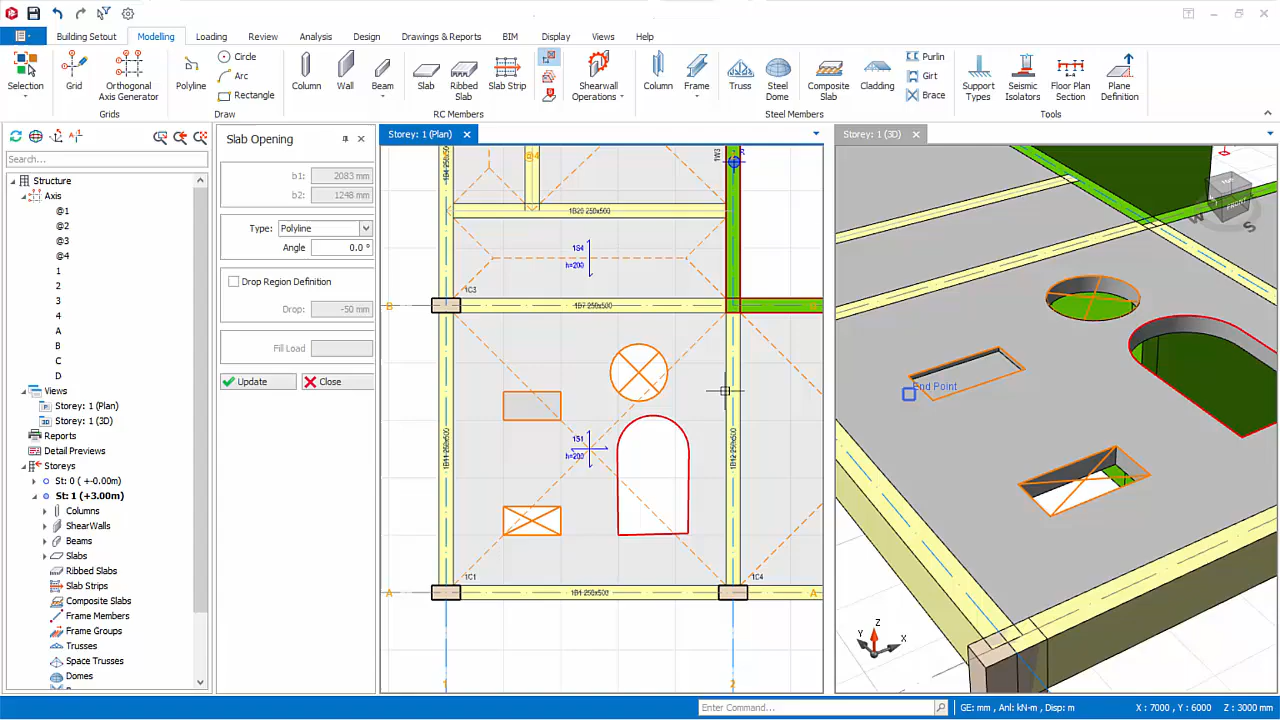 Building Setout
Modelling
Loading
Review
Analysis
Design
Drawings & Reports
BIM
Display
Views
Help
Selection
Grid
Orthogonal
Axis Generator
Grids
Polyline
Circle
Arc
Rectangle
Draw
Column
Wall
Beam
Slab
Ribbed
Slab
Slab Strip
RC Members
Shearwall
Operations
Column
Frame
Truss
Steel
Dome
Composite
Slab
Cladding
Purlin
Girt
Brace
Steel Members
Support
Types
Seismic
Isolators
Floor Plan
Section
Plane
Definition
Tools
Search...
Structure
Axis
@1
@2
@3
@4
1
2
3
4
A
B
C
D
Views
Storey: 1 (Plan)
Storey: 1 (3D)
Reports
Detail Previews
Storeys
St: 0 ( +-0.00m)
St: 1 (+3.00m)
Columns
ShearWalls
Beams
Slabs
Ribbed Slabs
Slab Strips
Composite Slabs
Frame Members
Frame Groups
Trusses
Space Trusses
Domes
Slab Opening
b1: 2083 mm
b2: 1248 mm
Type: Polyline
Angle 0.0 °
Drop Region Definition
Drop: -50 mm
Fill Load
Update
Close
Storey: 1 (Plan)
@4
1W3
1B20 250x500
1S4
h=200
1C3
B
1B7 250x500
1B11 250x500
1S1
h=200
1B12 250x500
1C1
1C4
A
1B1 250x500
A
1
2
Storey: 1 (3D)
FRONT
W
S
End Point
Z
Y
X
Enter Command...
GE: mm , Anl: kN-m , Disp: m
X : 7000 , Y : 6000
Z : 3000 mm